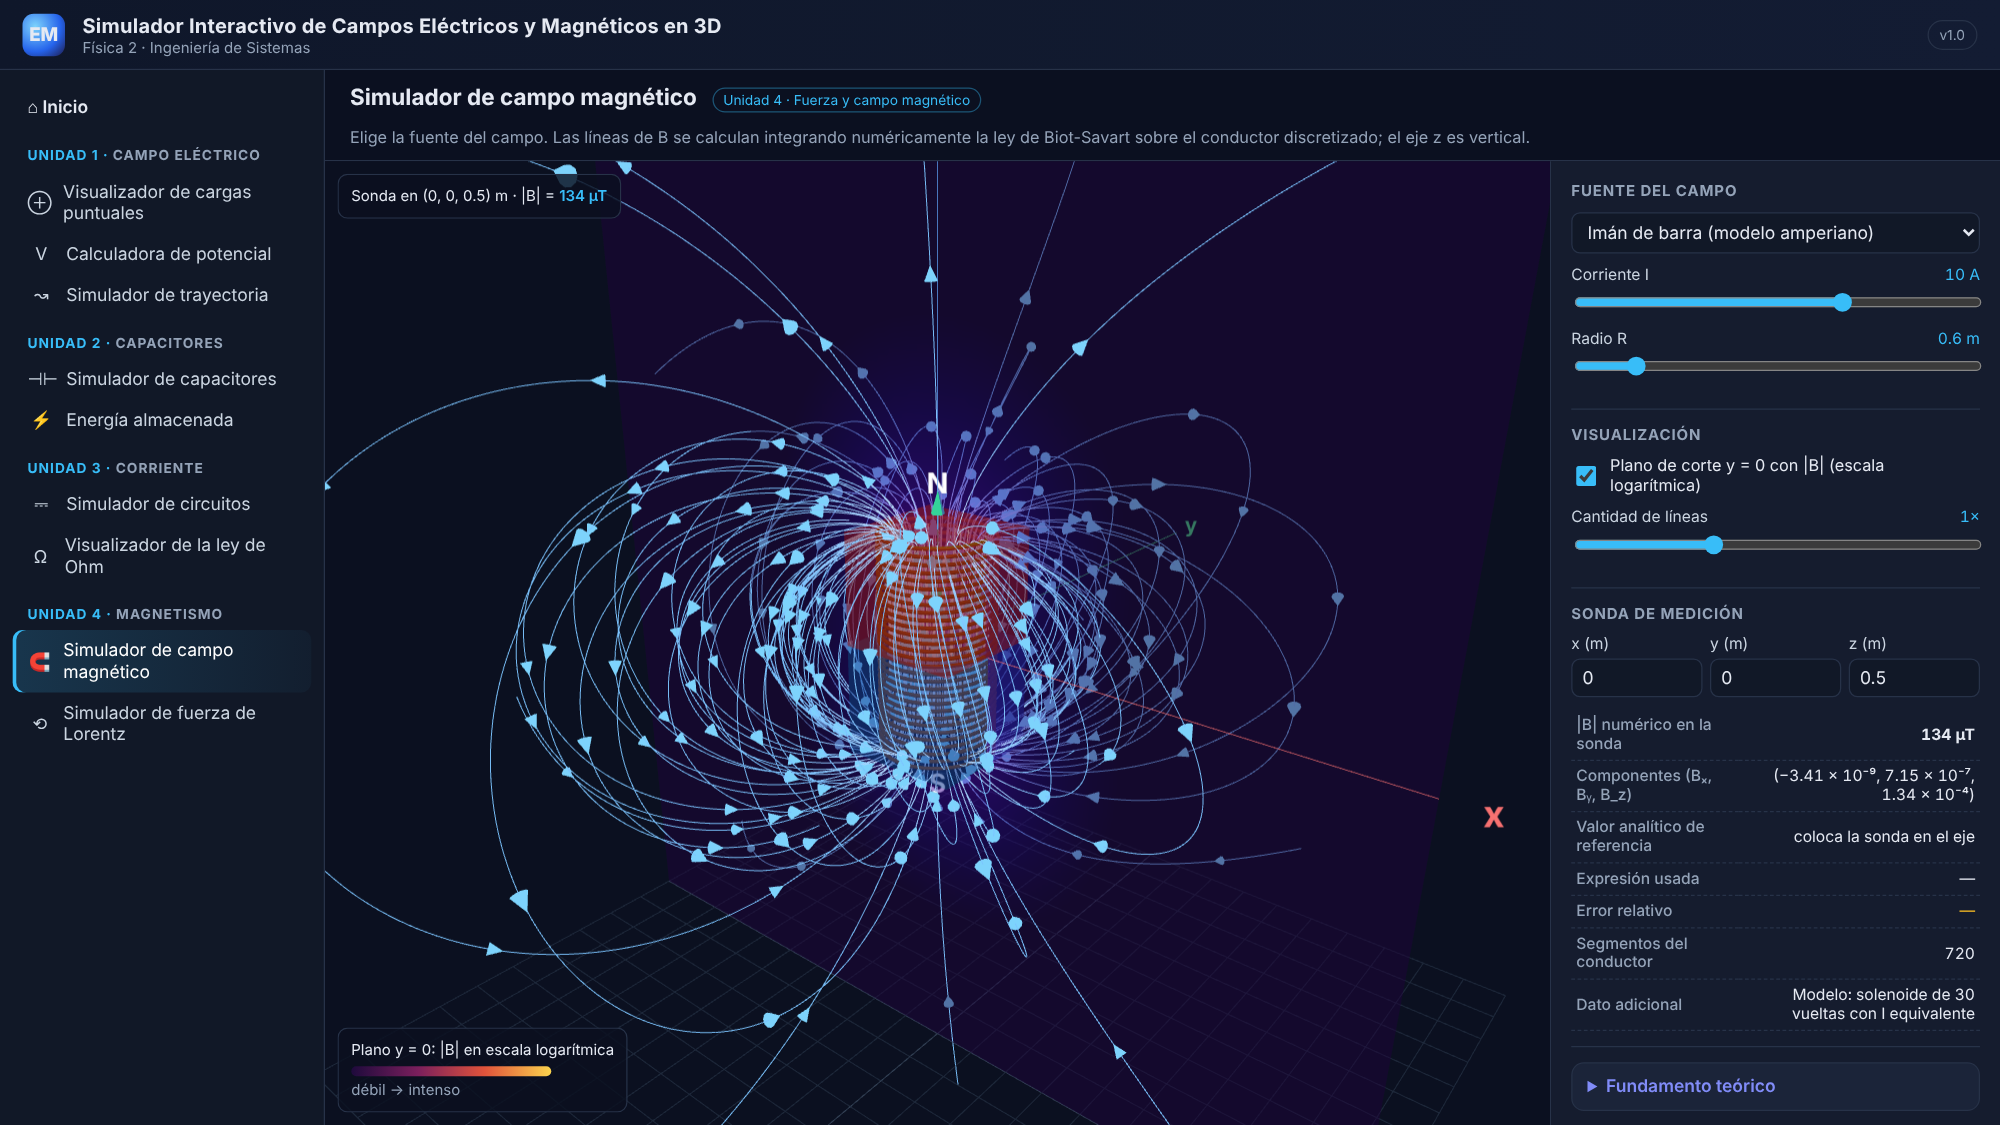 EM
Simulador Interactivo de Campos Eléctricos y Magnéticos en 3D
Física 2 · Ingeniería de Sistemas
v1.0
⌂ Inicio
UNIDAD 1 · CAMPO ELÉCTRICO
Visualizador de cargas
puntuales
V Calculadora de potencial
Simulador de trayectoria
UNIDAD 2 · CAPACITORES
Simulador de capacitores
Energía almacenada
UNIDAD 3 · CORRIENTE
Simulador de circuitos
Ω Visualizador de la ley de
Ohm
UNIDAD 4 · MAGNETISMO
Simulador de campo
magnético
Simulador de fuerza de
Lorentz
Simulador de campo magnético
Unidad 4 · Fuerza y campo magnético
Elige la fuente del campo. Las líneas de B se calculan integrando numéricamente la ley de Biot-Savart sobre el conductor discretizado; el eje z es vertical.
Sonda en (0, 0, 0.5) m · |B| = 134 µT
N
y
S
X
Plano y = 0: |B| en escala logarítmica
débil → intenso
FUENTE DEL CAMPO
Imán de barra (modelo amperiano)
Corriente I 10 A
Radio R 0.6 m
VISUALIZACIÓN
Plano de corte y = 0 con |B| (escala
logarítmica)
Cantidad de líneas 1×
SONDA DE MEDICIÓN
x (m) y (m) z (m)
0 0 0.5
|B| numérico en la
sonda
134 µT
Componentes (Bₓ,
Bᵧ, B_z)
(−3.41 × 10⁻⁹, 7.15 × 10⁻⁷,
1.34 × 10⁻⁴)
Valor analítico de
referencia
coloca la sonda en el eje
Expresión usada —
Error relativo —
Segmentos del
conductor
720
Dato adicional
Modelo: solenoide de 30
vueltas con I equivalente
▶ Fundamento teórico